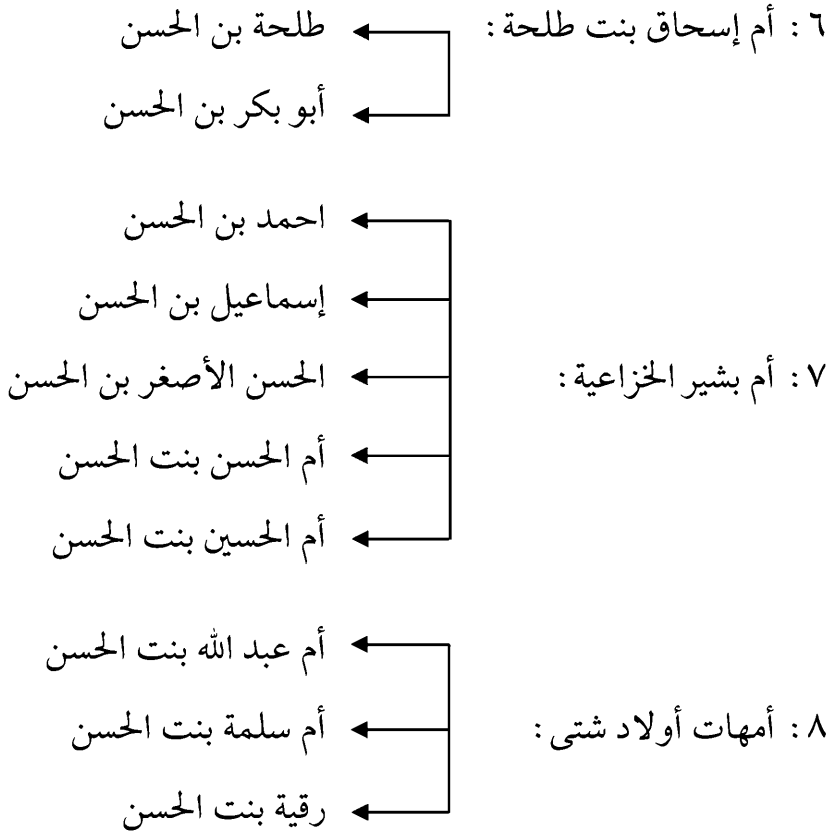 ٦ : أم إسحاق بنت طلحة :
طلحة بن الحسن
أبو بكر بن الحسن
٧ : أم بشير الخزاعية :
احمد بن الحسن
إسماعيل بن الحسن
الحسن الأصغر بن الحسن
أم الحسن بنت الحسن
أم الحسين بنت الحسن
٨ : أمهات أولاد شتى :
أم عبد الله بنت الحسن
أم سلمة بنت الحسن
رقية بنت الحسن